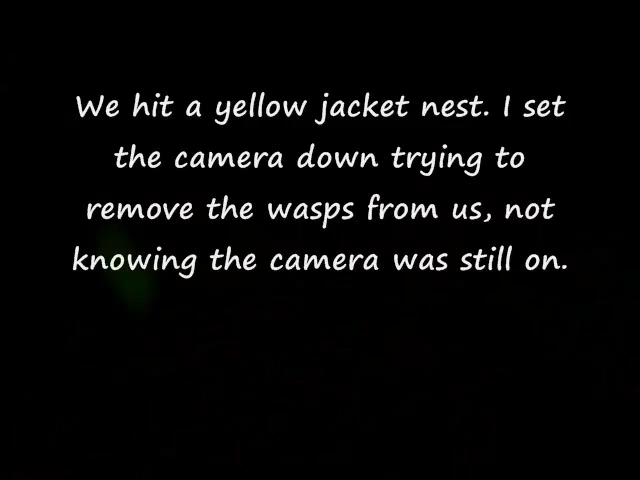 We hit a yellow jacket nest. I set
the camera down trying to
remove the wasps from us, not
knowing the camera was still on.